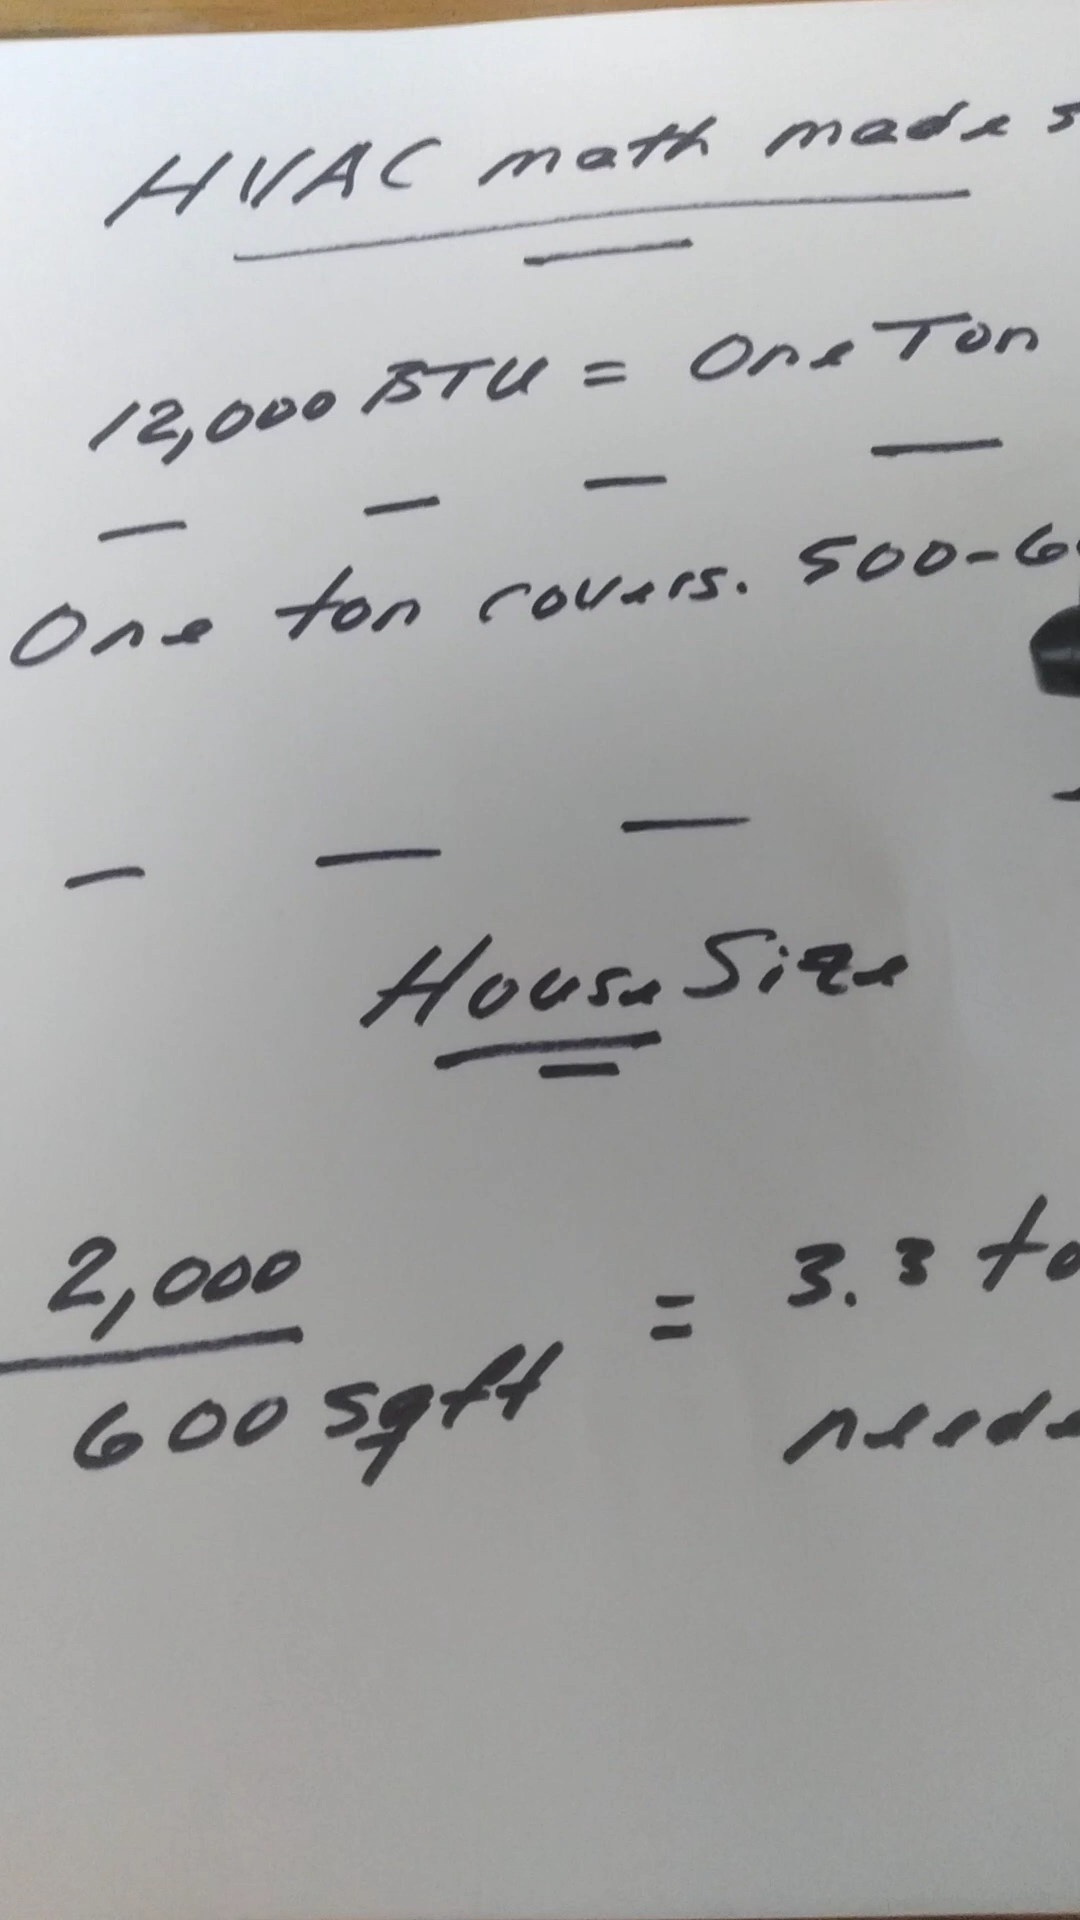 HVAC math made s
12,000 BTU = One Ton
One ton covers. 500-6
House Size
2,000
600 sqft
= 3.3 to
neede